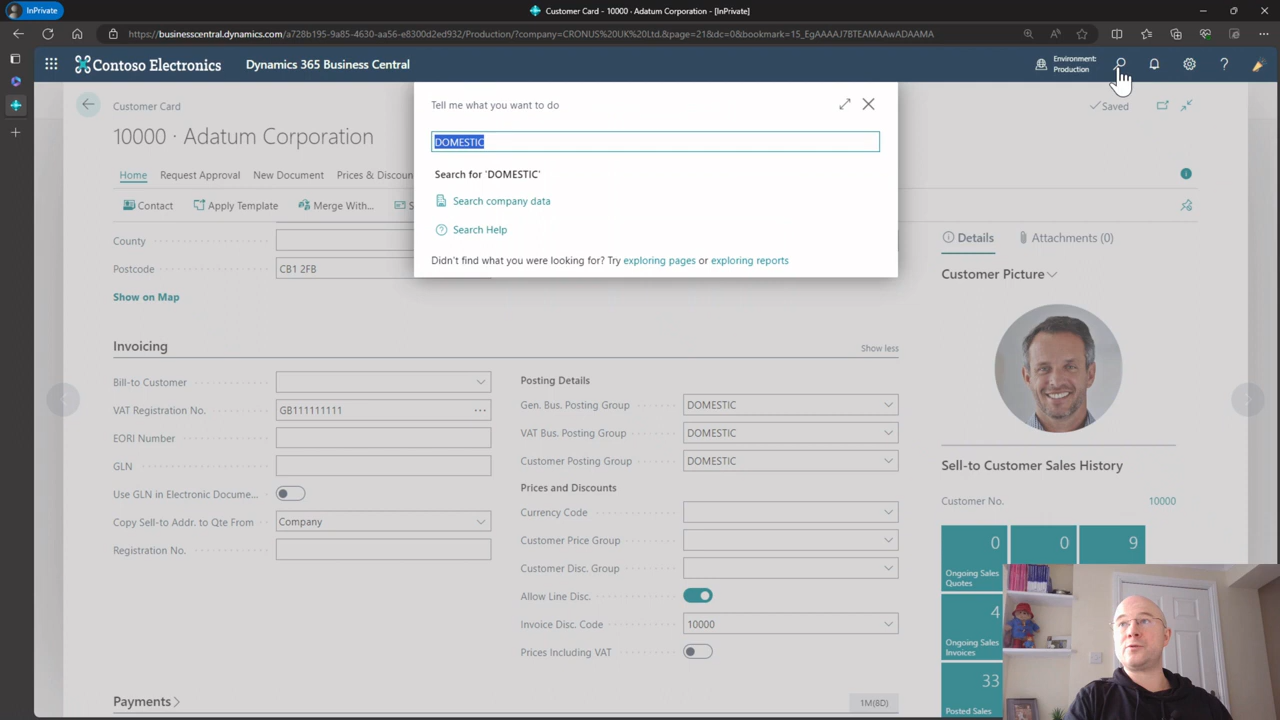 InPrivate
Customer Card - 10000 - Adatum Corporation - [InPrivate]
https://businesscentral.dynamics.com/a728b195-9a85-4630-aa56-e8300d2ed932/Production/?company=CRONUS%20UK%20Ltd.&page=21&dc=0&bookmark=15_EgAAAAJ7BTEAMAAwADAAMA
Contoso Electronics
Dynamics 365 Business Central
Environment:
Production
Customer Card
Saved
10000 · Adatum Corporation
Home
Request Approval
New Document
Prices & Discoun
Contact
Apply Template
Merge With...
S
Tell me what you want to do
DOMESTIC
Search for 'DOMESTIC'
Search company data
Search Help
Didn't find what you were looking for? Try exploring pages or exploring reports
County
Postcode
CB1 2FB
Show on Map
Invoicing
Show less
Bill-to Customer
VAT Registration No.
GB111111111
EORI Number
GLN
Use GLN in Electronic Docume...
Copy Sell-to Addr. to Qte From
Company
Registration No.
Posting Details
Gen. Bus. Posting Group
DOMESTIC
VAT Bus. Posting Group
DOMESTIC
Customer Posting Group
DOMESTIC
Prices and Discounts
Currency Code
Customer Price Group
Customer Disc. Group
Allow Line Disc.
Invoice Disc. Code
10000
Prices Including VAT
Payments
1M(8D)
Details
Attachments (0)
Customer Picture
Sell-to Customer Sales History
Customer No.
10000
0
Ongoing Sales
Quotes
0
9
4
Ongoing Sales
Invoices
33
Posted Sales